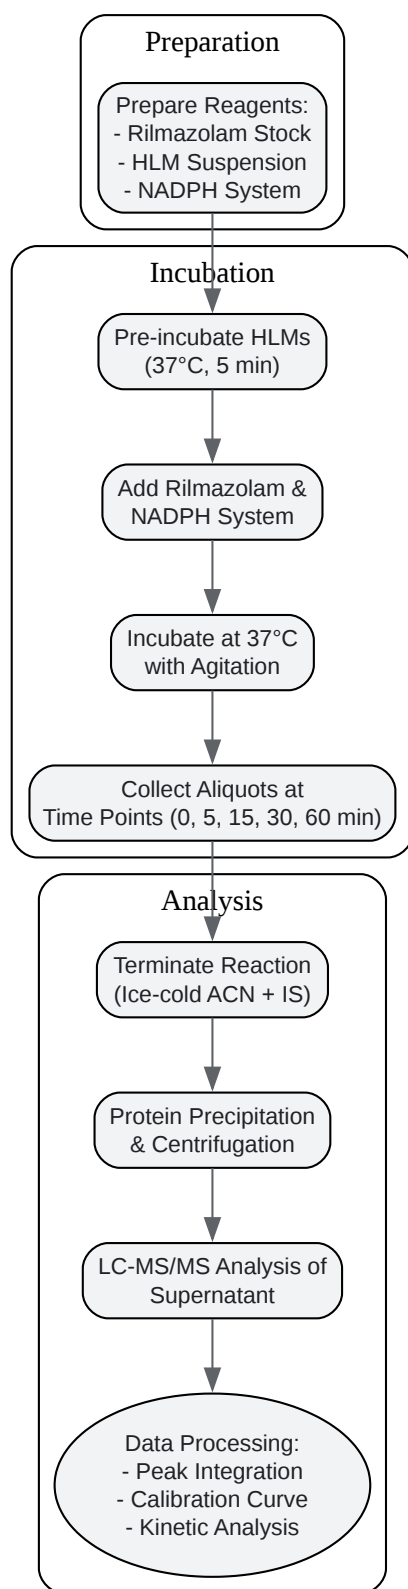 Preparation
Prepare Reagents:
- Rilmazolam Stock
- HLM Suspension
- NADPH System
Incubation
Pre-incubate HLMs
(37°C, 5 min)
Add Rilmazolam &
NADPH System
Incubate at 37°C
with Agitation
Collect Aliquots at
Time Points (0, 5, 15, 30, 60 min)
Analysis
Terminate Reaction
(Ice-cold ACN + IS)
Protein Precipitation
& Centrifugation
LC-MS/MS Analysis of
Supernatant
Data Processing:
- Peak Integration
- Calibration Curve
- Kinetic Analysis